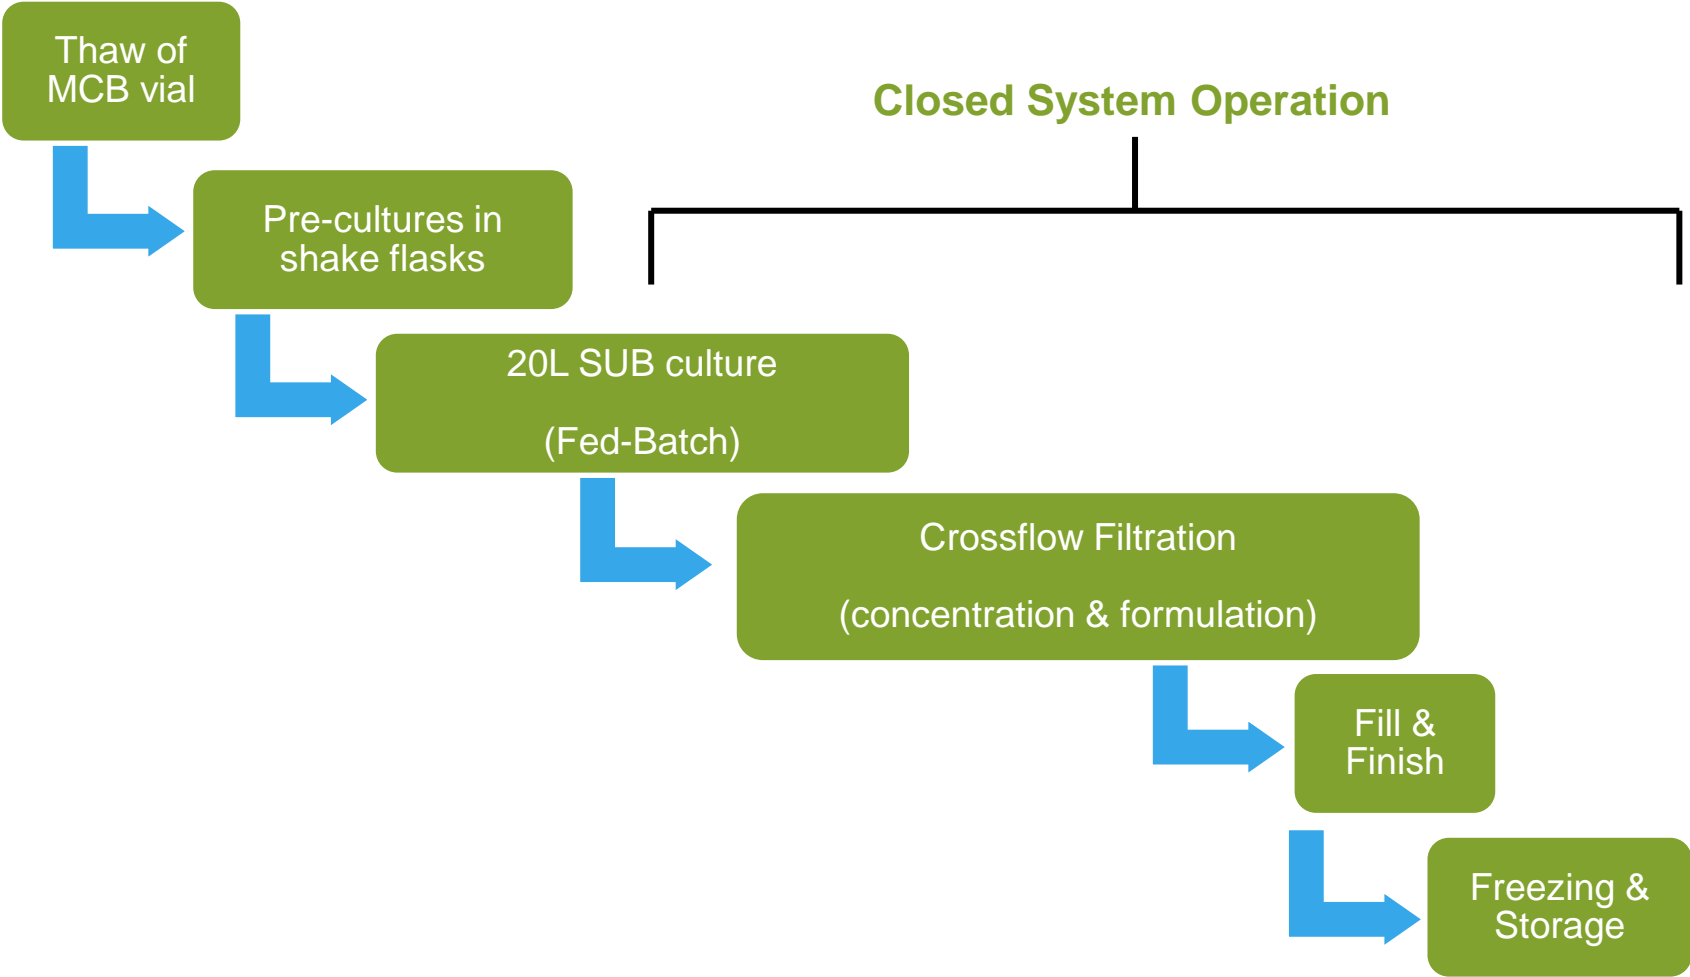 Thaw of
MCB vial
Closed System Operation
Pre-cultures in
shake flasks
20L SUB culture
(Fed-Batch)
Crossflow Filtration
(concentration & formulation)
Fill &
Finish
Freezing &
Storage